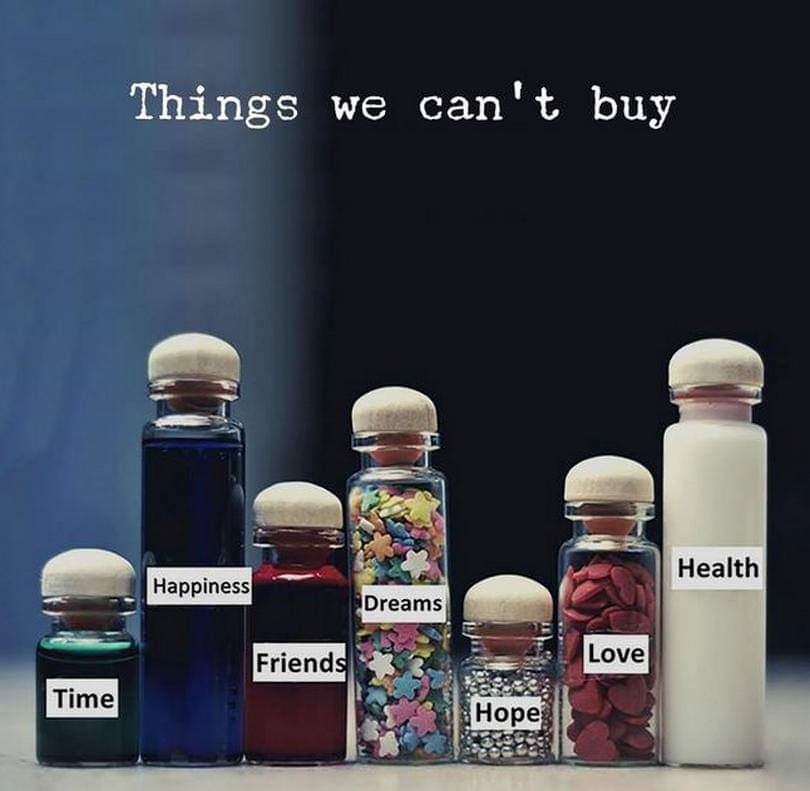 Things we can't buy
Time
Happiness
Friends
Dreams
Hope
Love
Health